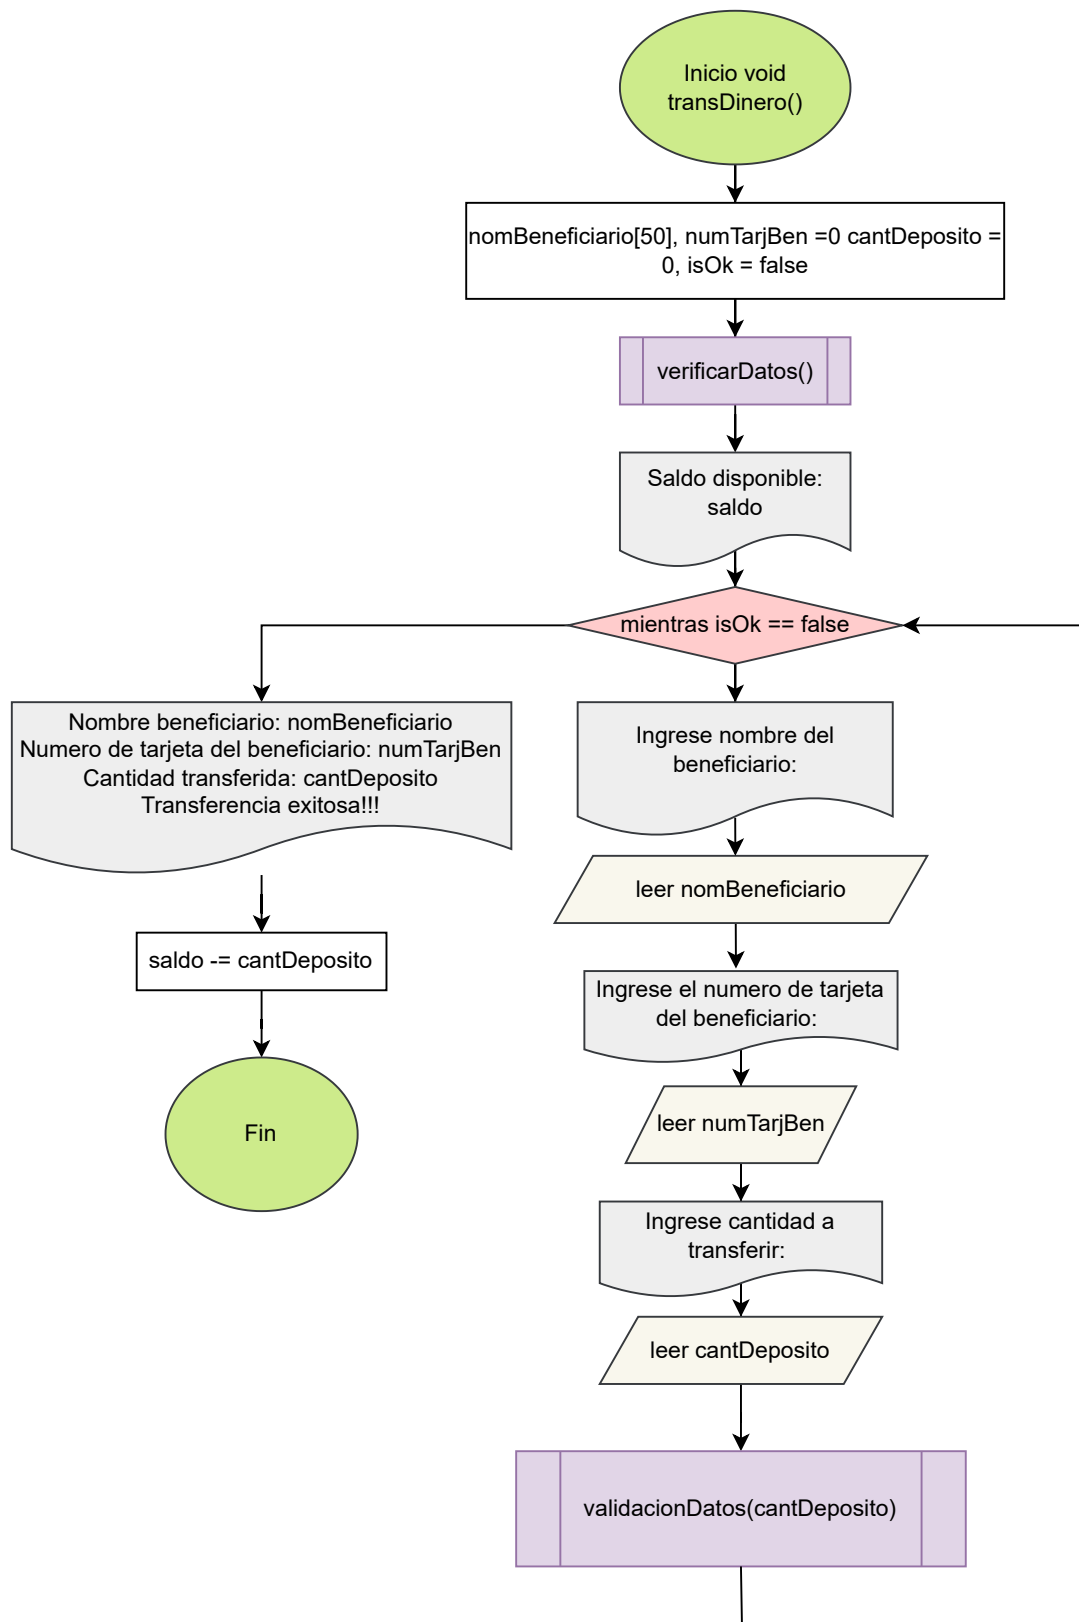 Inicio void
transDinero()
nomBeneficiario[50], numTarjBen =0 cantDeposito =
0, isOk = false
verificarDatos()
Saldo disponible:
saldo
mientras isOk == false
Nombre beneficiario: nomBeneficiario
Numero de tarjeta del beneficiario: numTarjBen
Cantidad transferida: cantDeposito
Transferencia exitosa!!!
saldo -= cantDeposito
Fin
Ingrese nombre del
beneficiario:
leer nomBeneficiario
Ingrese el numero de tarjeta
del beneficiario:
leer numTarjBen
Ingrese cantidad a
transferir:
leer cantDeposito
validacionDatos(cantDeposito)